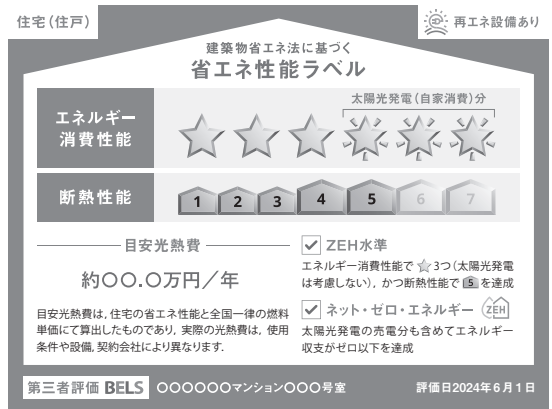 住宅（住戸）
再エネ設備あり
建築物省エネ法に基づく
省エネ性能ラベル
太陽光発電（自家消費）分
エネルギー
消費性能
断熱性能
1 2 3 4 5 6 7
目安光熱費
約〇〇.〇万円／年
目安光熱費は、住宅の省エネ性能と全国一律の燃料
単価にて算出したものであり、実際の光熱費は、使用
条件や設備、契約会社により異なります。
ZEH水準
エネルギー消費性能で 3つ（太陽光発電
は考慮しない）、かつ断熱性能で 5 を達成
ネット・ゼロ・エネルギー ZEH
太陽光発電の売電分も含めてエネルギー
収支がゼロ以下を達成
第三者評価 BELS 〇〇〇〇〇〇マンション〇〇〇号室 評価日2024年6月1日